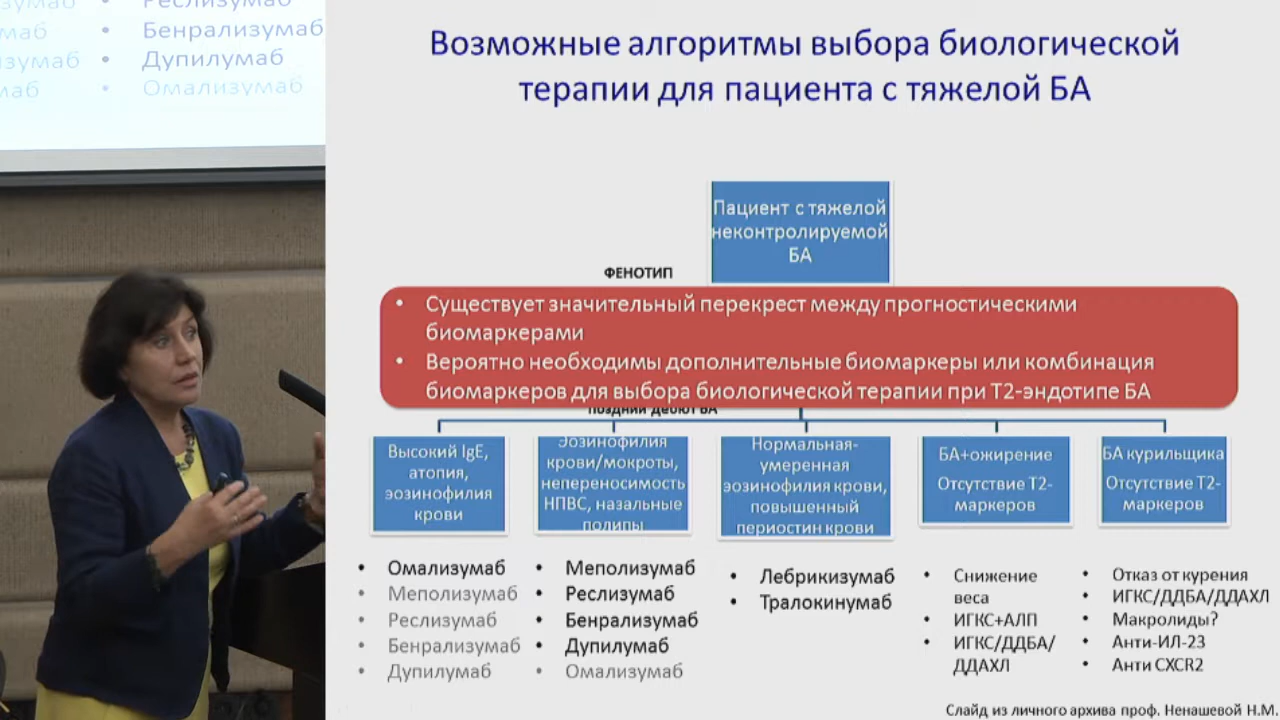 Реслизумаб
Бенрализумаб
Дупилумаб
Омализумаб
Возможные алгоритмы выбора биологической
терапии для пациента с тяжелой БА
Пациент с тяжелой
неконтролируемой
БА
ФЕНОТИП
• Существует значительный перекрест между прогностическими
биомаркерами
• Вероятно необходимы дополнительные биомаркеры или комбинация
биомаркеров для выбора биологической терапии при Т2-эндотипе БА
поздний дебют БА
Высокий IgE,
атопия,
эозинофилия
крови
Эозинофилия
крови/мокроты,
непереносимость
НПВС, назальные
полипы
Нормальная-
умеренная
эозинофилия крови,
повышенный
периостин крови
БА+ожирение
Отсутствие Т2-
маркеров
БА курильщика
Отсутствие Т2-
маркеров
• Омализумаб
• Меполизумаб
• Реслизумаб
• Бенрализумаб
• Дупилумаб
• Меполизумаб
• Реслизумаб
• Бенрализумаб
• Дупилумаб
• Омализумаб
• Лебрикизумаб
• Тралокинумаб
• Снижение
веса
• ИГКС+АЛП
• ИГКС/ДДБА/
ДДАХЛ
• Отказ от курения
• ИГКС/ДДБА/ДДАХЛ
• Макролиды?
• Анти-ИЛ-23
• Анти CXCR2
Слайд из личного архива проф. Ненашевой Н.М.